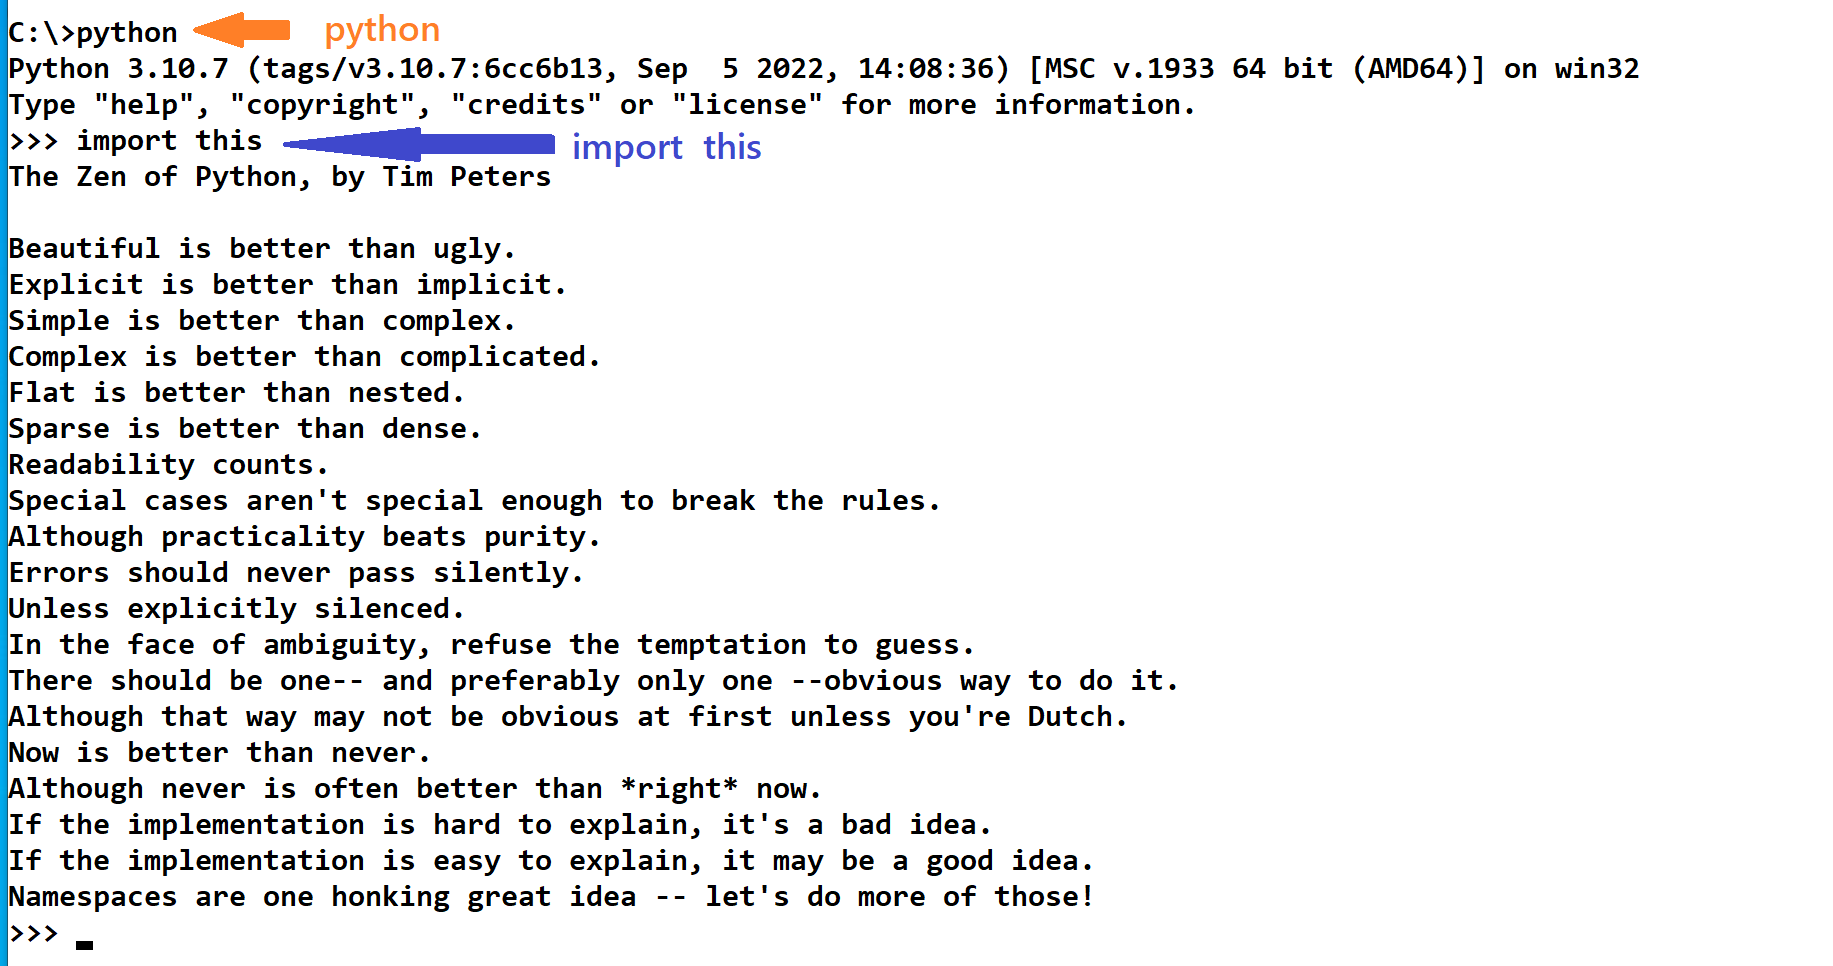 C:\>python python
Python 3.10.7 (tags/v3.10.7:6cc6b13, Sep  5 2022, 14:08:36) [MSC v.1933 64 bit (AMD64)] on win32
Type "help", "copyright", "credits" or "license" for more information.
>>> import this import this
The Zen of Python, by Tim Peters
Beautiful is better than ugly.
Explicit is better than implicit.
Simple is better than complex.
Complex is better than complicated.
Flat is better than nested.
Sparse is better than dense.
Readability counts.
Special cases aren't special enough to break the rules.
Although practicality beats purity.
Errors should never pass silently.
Unless explicitly silenced.
In the face of ambiguity, refuse the temptation to guess.
There should be one-- and preferably only one --obvious way to do it.
Although that way may not be obvious at first unless you're Dutch.
Now is better than never.
Although never is often better than *right* now.
If the implementation is hard to explain, it's a bad idea.
If the implementation is easy to explain, it may be a good idea.
Namespaces are one honking great idea -- let's do more of those!
>>>